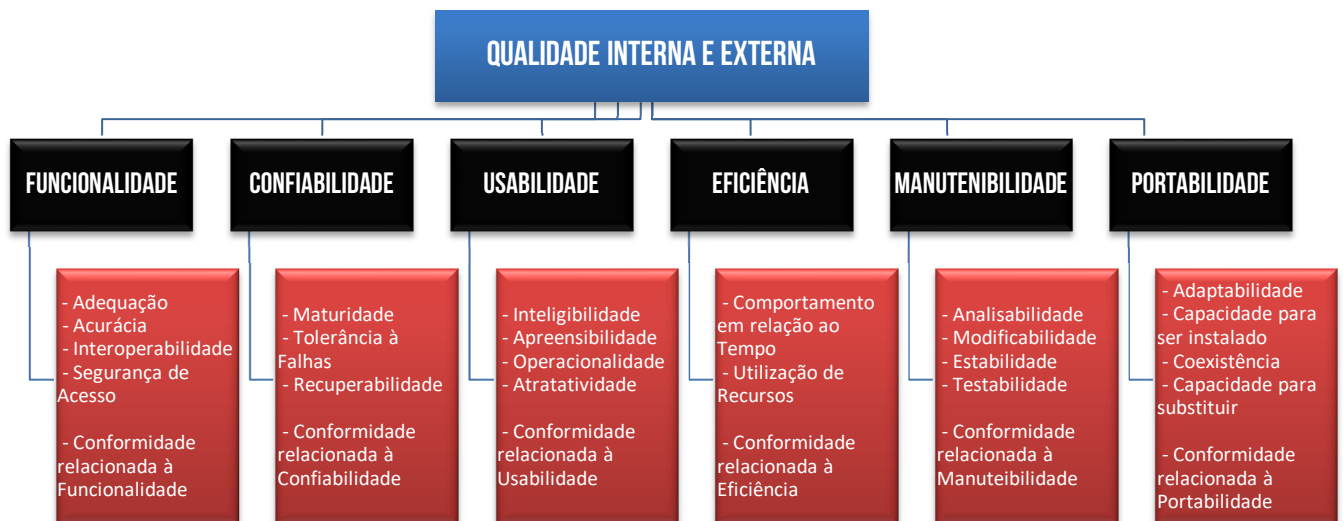 QUALIDADE INTERNA E EXTERNA
FUNCIONALIDADE
CONFIABILIDADE
USABILIDADE
EFICIÊNCIA
MANUTENIBILIDADE
PORTABILIDADE
- Adequação
- Acurácia
- Interoperabilidade
- Segurança de
Acesso
- Conformidade
relacionada à
Funcionalidade
- Maturidade
- Tolerância à
Falhas
- Recuperabilidade
- Conformidade
relacionada à
Confiabilidade
- Inteligibilidade
- Apreensibilidade
- Operacionalidade
- Atratatividade
- Conformidade
relacionada à
Usabilidade
- Comportamento
em relação ao
Tempo
- Utilização de
Recursos
- Conformidade
relacionada à
Eficiência
- Analisabilidade
- Modificabilidade
- Estabilidade
- Testabilidade
- Conformidade
relacionada à
Manuteibilidade
- Adaptabilidade
- Capacidade para
ser instalado
- Coexistência
- Capacidade para
substituir
- Conformidade
relacionada à
Portabilidade